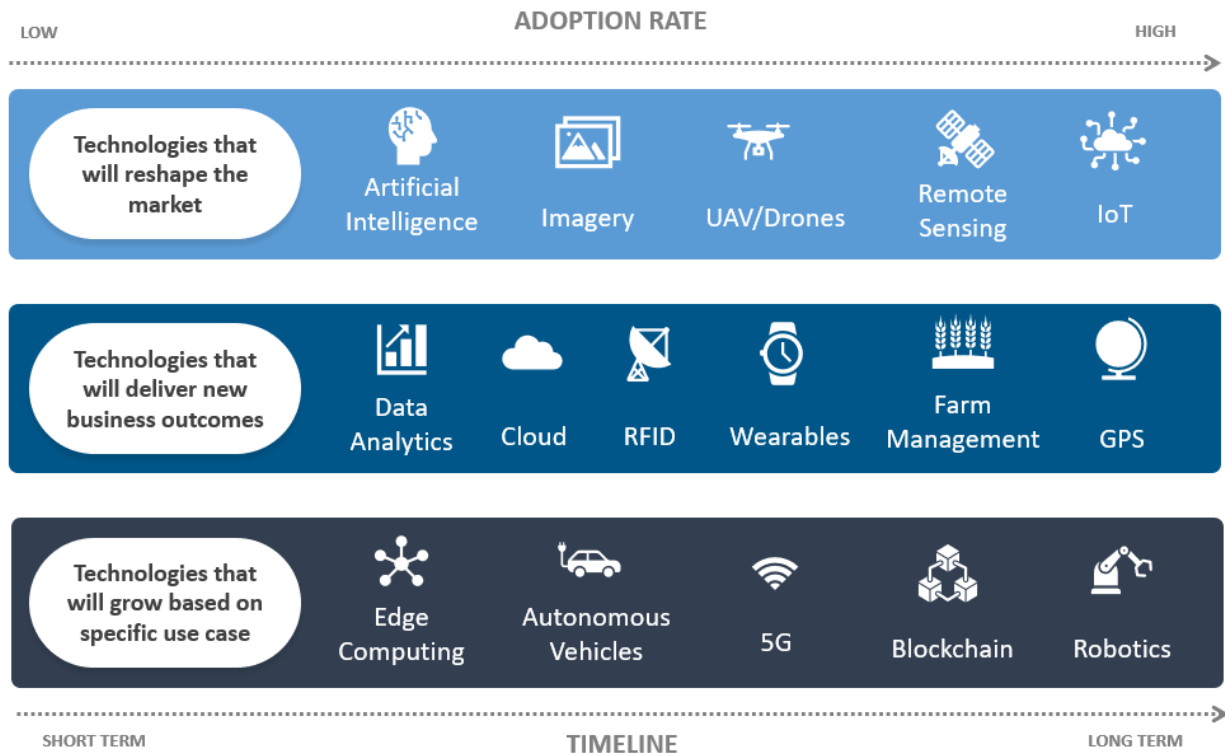 ADOPTION RATE
LOW
HIGH
Technologies that
will reshape the
market
Artificial
Intelligence
Imagery
UAV/Drones
Remote
Sensing
IoT
Technologies that
will deliver new
business outcomes
Data
Analytics
Cloud
RFID
Wearables
Farm
Management
GPS
Technologies that
will grow based on
specific use case
Edge
Computing
Autonomous
Vehicles
5G
Blockchain
Robotics
SHORT TERM
TIMELINE
LONG TERM